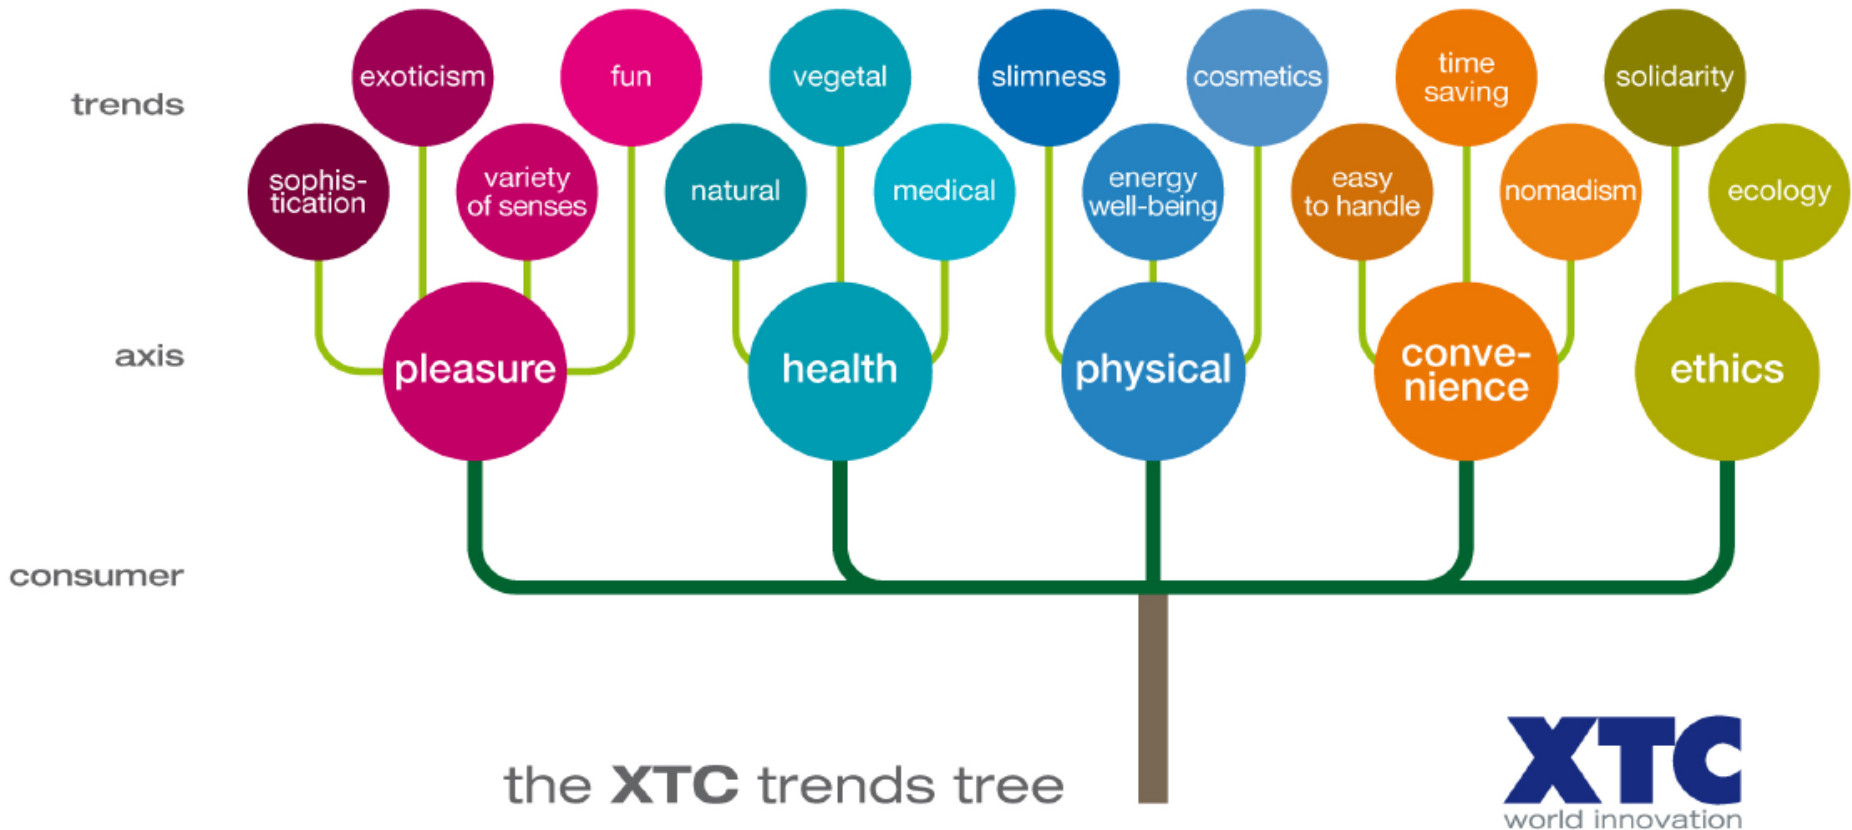 trends
exoticism
fun
vegetal
slimness
cosmetics
time
saving
solidarity
sophis-
tication
variety
of senses
natural
medical
energy
well-being
easy
to handle
nomadism
ecology
axis
pleasure
health
physical
conve-
nience
ethics
consumer
the XTC trends tree
XTC
world innovation